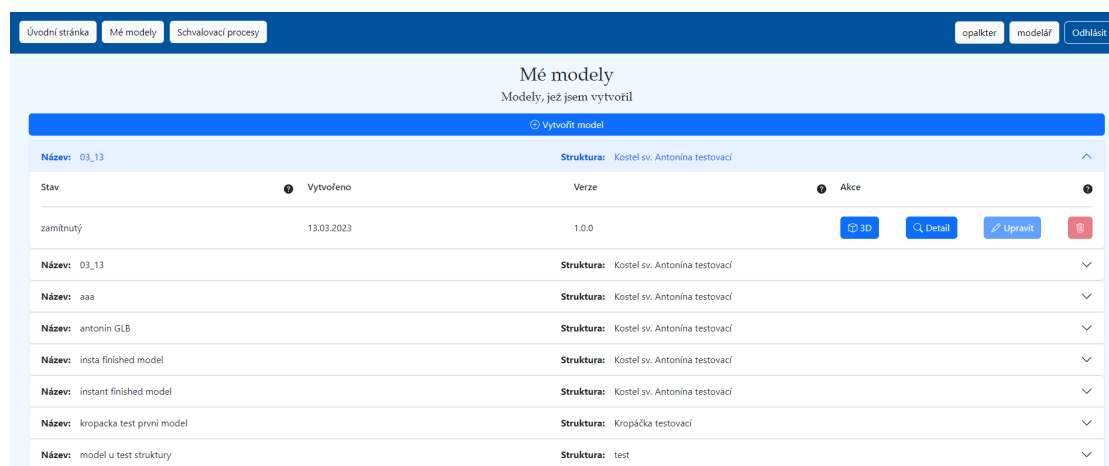 Úvodní stránka Mé modely Schvalovací procesy opalkter modelář Odhlásit
Mé modely
Modely, jež jsem vytvořil
Vytvořit model
Název: 03_13 Struktura: Kostel sv. Antonína testovací
Stav ? Vytvořeno Verze ? Akce ?
zamítnutý 13.03.2023 1.0.0 3D Detail Upravit
Název: 03_13 Struktura: Kostel sv. Antonína testovací
Název: aaa Struktura: Kostel sv. Antonína testovací
Název: antonin GLB Struktura: Kostel sv. Antonína testovací
Název: insta finished model Struktura: Kostel sv. Antonína testovací
Název: instant finished model Struktura: Kostel sv. Antonína testovací
Název: kropacka test prvni model Struktura: Kropáčka testovací
Název: model u test struktury Struktura: test